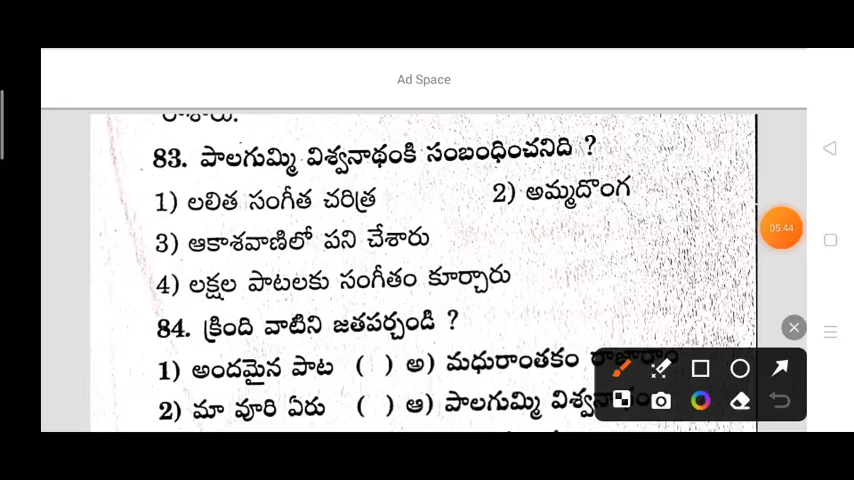 Ad Space
రాశారు.
83. పాలగుమ్మి విశ్వనాథంకి సంబంధించనిది ?
1) లలిత సంగీత చరిత్ర 2) అమ్మదొంగ
3) ఆకాశవాణిలో పని చేశారు
4) లక్షల పాటలకు సంగీతం కూర్చారు
84. క్రింది వాటిని జతపర్చండి ?
1) అందమైన పాట ( ) అ) మధురాంతకం రాజారాం
2) మా వూరి ఏరు ( ) ఆ) పాలగుమ్మి విశ్వనాథం
05:44